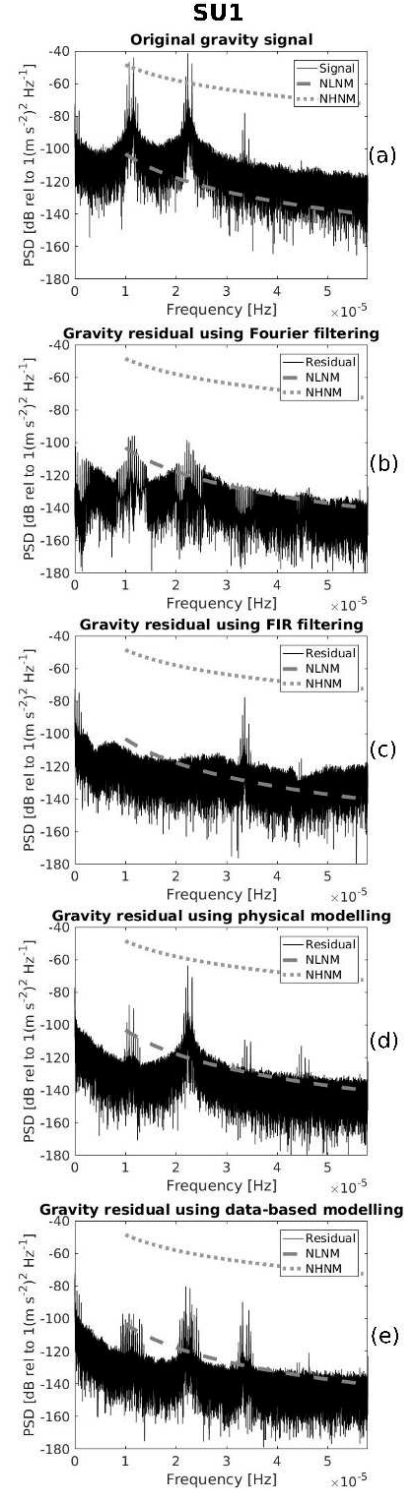 SU1
Original gravity signal
-40
-60
-80
-100
-120
-140
-160
-180
PSD [dB rel to 1(m s⁻²)² Hz⁻¹]
Signal
NLNM
NHNM
(a)
0 1 2 3 4 5
Frequency [Hz] ×10⁻⁵
Gravity residual using Fourier filtering
-40
-60
-80
-100
-120
-140
-160
-180
PSD [dB rel to 1(m s⁻²)² Hz⁻¹]
Residual
NLNM
NHNM
(b)
0 1 2 3 4 5
Frequency [Hz] ×10⁻⁵
Gravity residual using FIR filtering
-40
-60
-80
-100
-120
-140
-160
-180
PSD [dB rel to 1(m s⁻²)² Hz⁻¹]
Residual
NLNM
NHNM
(c)
0 1 2 3 4 5
Frequency [Hz] ×10⁻⁵
Gravity residual using physical modelling
-40
-60
-80
-100
-120
-140
-160
-180
PSD [dB rel to 1(m s⁻²)² Hz⁻¹]
Residual
NLNM
NHNM
(d)
0 1 2 3 4 5
Frequency [Hz] ×10⁻⁵
Gravity residual using data-based modelling
-40
-60
-80
-100
-120
-140
-160
-180
PSD [dB rel to 1(m s⁻²)² Hz⁻¹]
Residual
NLNM
NHNM
(e)
0 1 2 3 4 5
Frequency [Hz] ×10⁻⁵